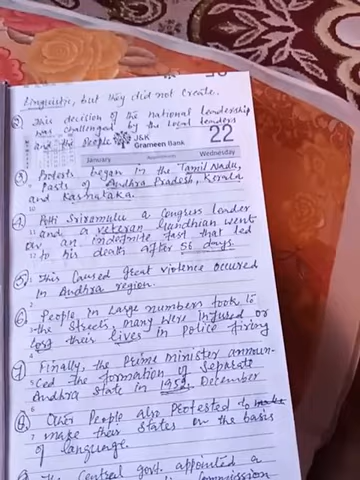 Linguistic, but they did not create.
② This decision of the national leadership
was challenged by the Local leaders
and the People
J&K
Grameen Bank
22
January
Appointments
Wednesday
③ Protests began in the Tamil Nadu,
Parts of Andhra Pradesh, Kerala
and Karnataka.
④ Potti Sriramulu a Congress leader
and a veteran Gandhian went
on an indefinite fast that led
to his death after 56 days.
⑤ This Caused great violence occured
in Andhra region.
⑥ People in Large numbers took to
the streets, many were injured or
lost their lives in Police firing
⑦ Finally, the Prime minister announ-
ced the formation of Separate
Andhra state in 1952. December
⑧ Other People also Protested to
make their states on the basis
of language.
The Central govt. appointed a
Commission